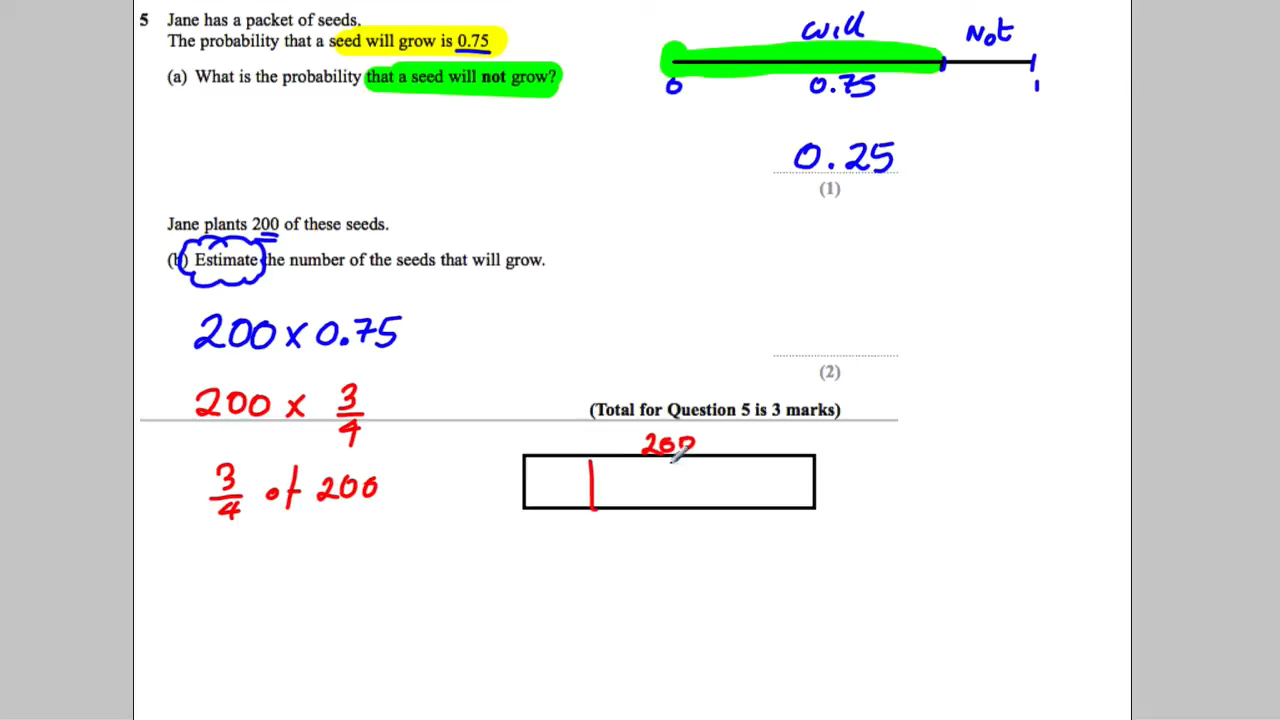 5 Jane has a packet of seeds.
The probability that a seed will grow is 0.75
(a) What is the probability that a seed will not grow?
Will
Not
0
0.75
1
0.25
(1)
Jane plants 200 of these seeds.
(b) Estimate the number of the seeds that will grow.
200 × 0.75
(2)
200 × 3/4
(Total for Question 5 is 3 marks)
200
3/4 of 200